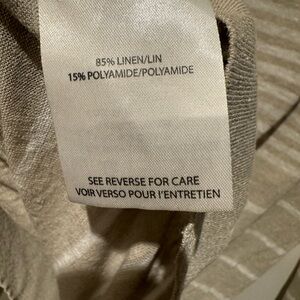 85% LINEN/LIN
15% POLYAMIDE/POLYAMIDE
SEE REVERSE FOR CARE
VOIR VERSO POUR l'ENTRETIEN